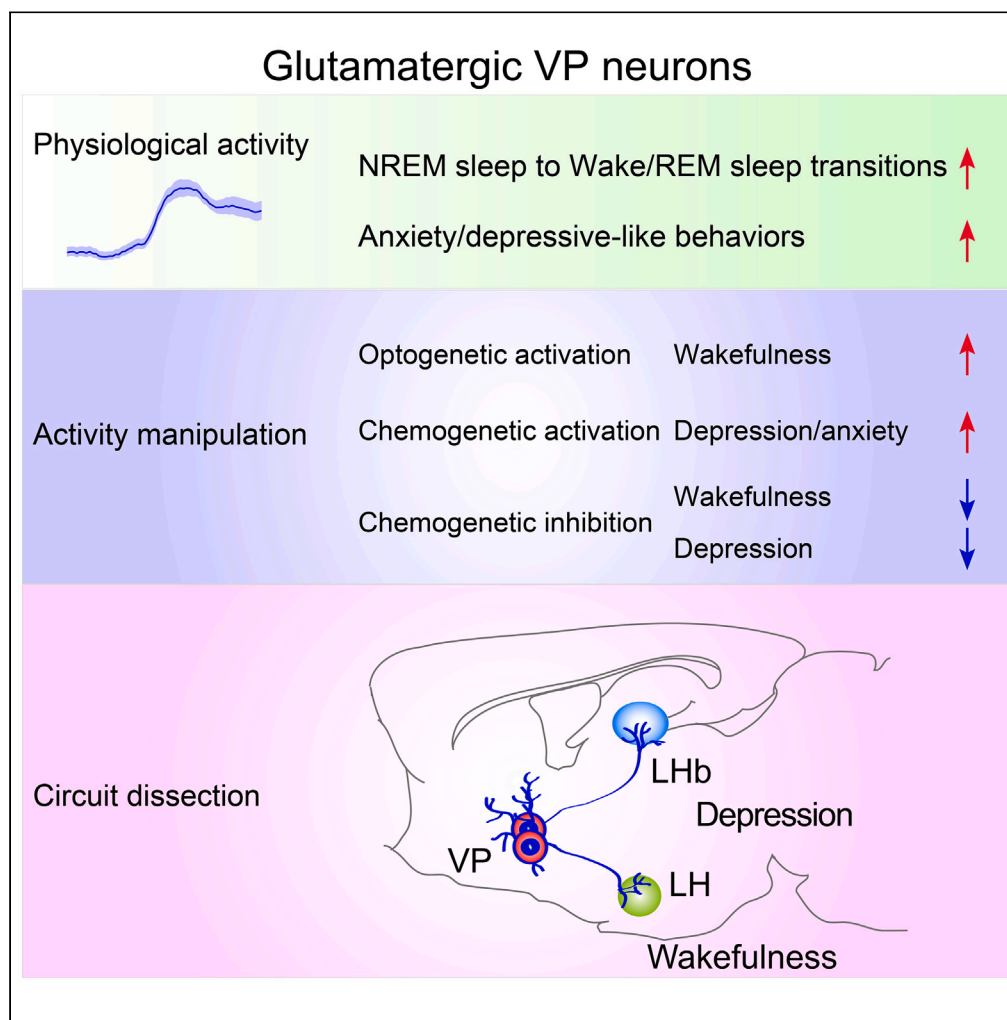 Glutamatergic VP neurons
Physiological activity
NREM sleep to Wake/REM sleep transitions
Anxiety/depressive-like behaviors
Activity manipulation
Optogenetic activation Wakefulness
Chemogenetic activation Depression/anxiety
Chemogenetic inhibition
Wakefulness
Depression
Circuit dissection
LHb
Depression
VP
LH
Wakefulness